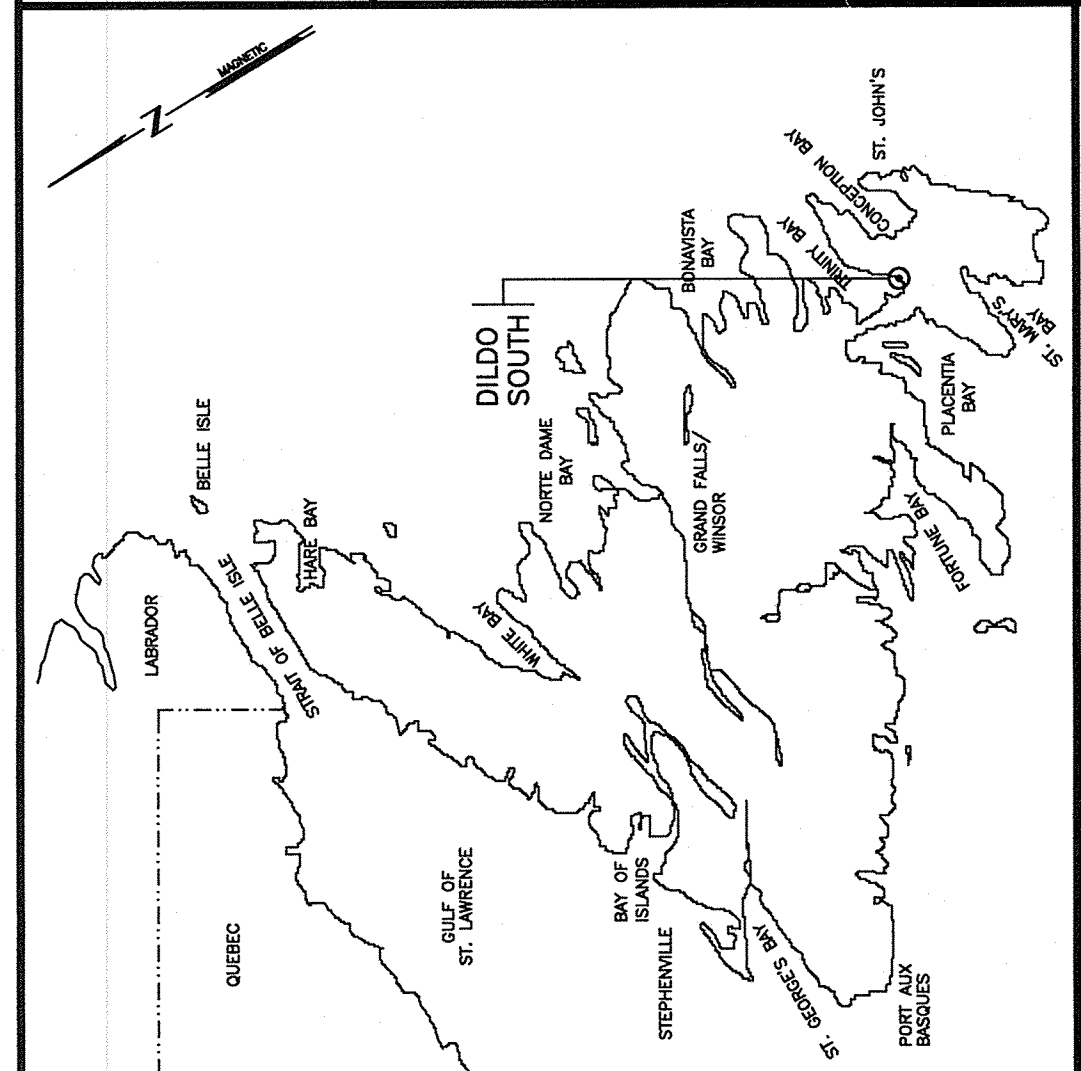 MAGNETIC
N
ST. JOHN'S
CONCEPTION BAY
TRINITY BAY
BONAVISTA
BAY
ST. MARY'S
BAY
DILDO
SOUTH
PLACENTIA
BAY
BELLE ISLE
NORTE DAME
BAY
GRAND FALLS/
WINSOR
HARE BAY
FORTUNE BAY
STRAIT OF BELLE ISLE
LABRADOR
WHITE BAY
GULF OF
ST. LAWRENCE
BAY OF
ISLANDS
QUEBEC
STEPHENVILLE
ST. GEORGE'S BAY
PORT AUX
BASQUES